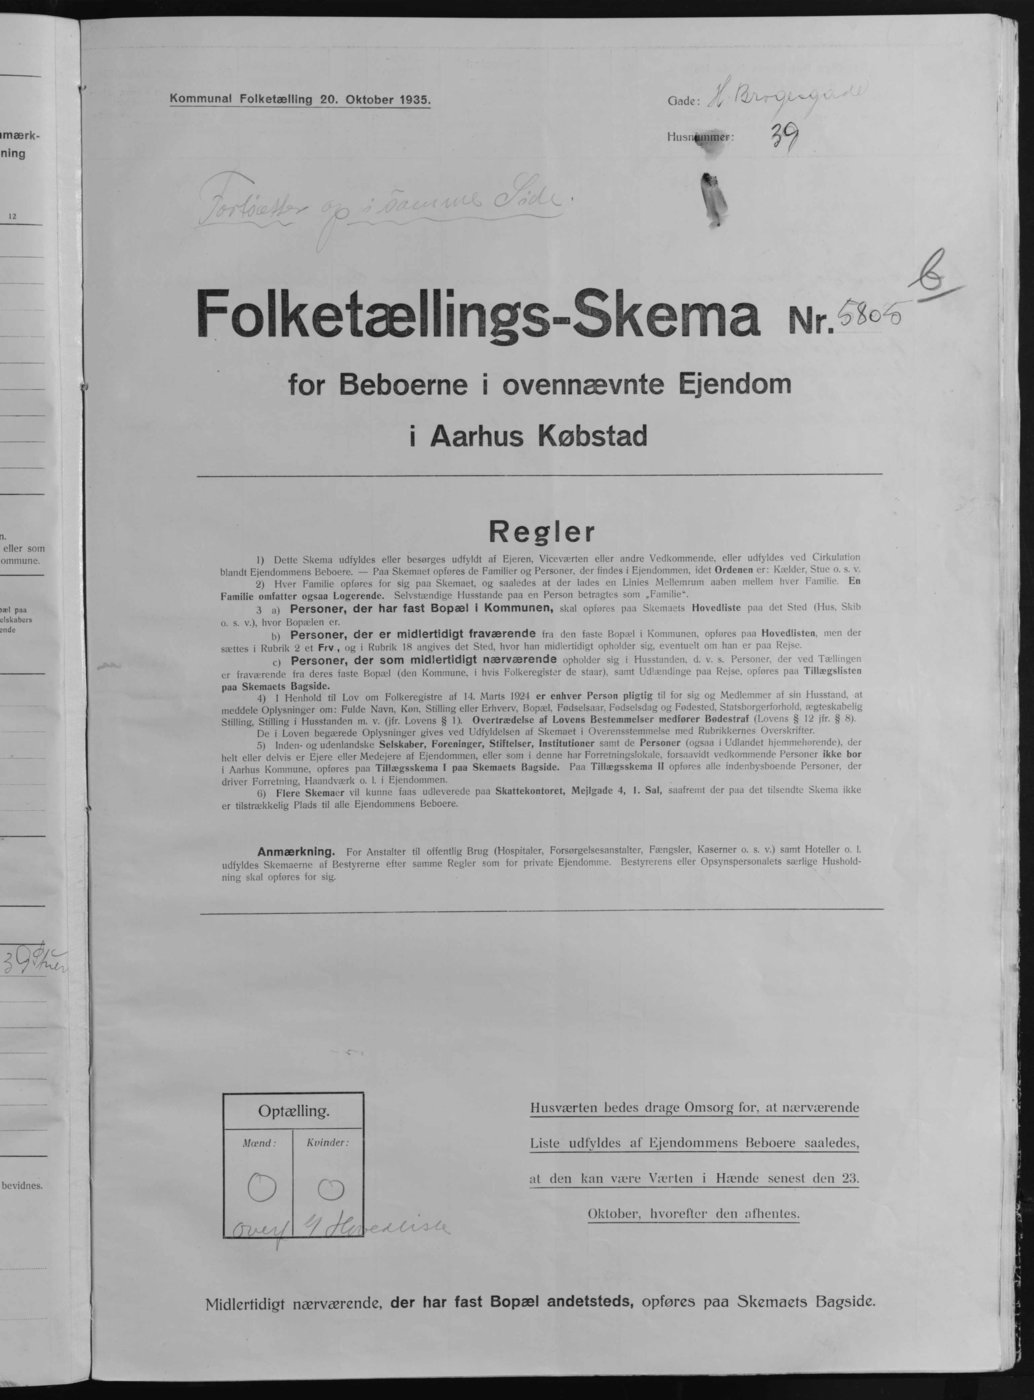 mærk-
ning
12
n.
eller som
ommune.
pæl paa
elskabers
ende
39
bevidnes.
Kommunal Folketælling 20. Oktober 1935.
Gade: H Brogesgade
Husnummer: 39
Fortsætter op i samme Side.
Folketællings-Skema Nr. 5805 b
for Beboerne i ovennævnte Ejendom
i Aarhus Købstad
Regler
1) Dette Skema udfyldes eller besørges udfyldt af Ejeren, Viceværten eller andre Vedkommende, eller udfyldes ved Cirkulation
blandt Ejendommens Beboere. — Paa Skemaet opføres de Familier og Personer, der findes i Ejendommen, idet Ordenen er: Kælder, Stue o. s. v.
2) Hver Familie opføres for sig paa Skemaet, og saaledes at der lades en Linies Mellemrum aaben mellem hver Familie. En
Familie omfatter ogsaa Logerende. Selvstændige Husstande paa en Person betragtes som „Familie“.
3 a) Personer, der har fast Bopæl i Kommunen, skal opføres paa Skemaets Hovedliste paa det Sted (Hus, Skib
o. s. v.), hvor Bopælen er.
b) Personer, der er midlertidigt fraværende fra den faste Bopæl i Kommunen, opføres paa Hovedlisten, men der
sættes i Rubrik 2 et Frv., og i Rubrik 18 angives det Sted, hvor han midlertidigt opholder sig, eventuelt om han er paa Rejse.
c) Personer, der som midlertidigt nærværende opholder sig i Husstanden, d. v. s. Personer, der ved Tællingen
er fraværende fra deres faste Bopæl (den Kommune, i hvis Folkeregister de staar), samt Udlændinge paa Rejse, opføres paa Tillægslisten
paa Skemaets Bagside.
4) I Henhold til Lov om Folkeregistre af 14. Marts 1924 er enhver Person pligtig til for sig og Medlemmer af sin Husstand, at
meddele Oplysninger om: Fulde Navn, Køn, Stilling eller Erhverv, Bopæl, Fødselsaar, Fødselsdag og Fødested, Statsborgerforhold, ægteskabelig
Stilling, Stilling i Husstanden m. v. (jfr. Lovens § 1). Overtrædelse af Lovens Bestemmelser medfører Bødestraf (Lovens § 12 jfr. § 8).
De i Loven begærede Oplysninger gives ved Udfyldelsen af Skemaet i Overensstemmelse med Rubrikkernes Overskrifter.
5) Inden- og udenlandske Selskaber, Foreninger, Stiftelser, Institutioner samt de Personer (ogsaa i Udlandet hjemmehørende), der
helt eller delvis er Ejere eller Medejere af Ejendommen, eller som i denne har Forretningslokale, forsaavidt vedkommende Personer ikke bor
i Aarhus Kommune, opføres paa Tillægsskema I paa Skemaets Bagside. Paa Tillægsskema II opføres alle indenbysboende Personer, der
driver Forretning, Haandværk o. l. i Ejendommen.
6) Flere Skemaer vil kunne faas udleverede paa Skattekontoret, Mejlgade 4, 1. Sal, saafremt der paa det tilsendte Skema ikke
er tilstrækkelig Plads til alle Ejendommens Beboere.
Anmærkning. For Anstalter til offentlig Brug (Hospitaler, Forsørgelsesanstalter, Fængsler, Kaserner o. s. v.) samt Hoteller o. l.
udfyldes Skemaerne af Bestyrerne efter samme Regler som for private Ejendomme. Bestyrerens eller Opsynspersonalets særlige Hushold-
ning skal opføres for sig.
Optælling.
Mænd: Kvinder:
0 0
overf t/ Hovedliste
Husværten bedes drage Omsorg for, at nærværende
Liste udfyldes af Ejendommens Beboere saaledes,
at den kan være Værten i Hænde senest den 23.
Oktober, hvorefter den afhentes.
Midlertidigt nærværende, der har fast Bopæl andetsteds, opføres paa Skemaets Bagside.